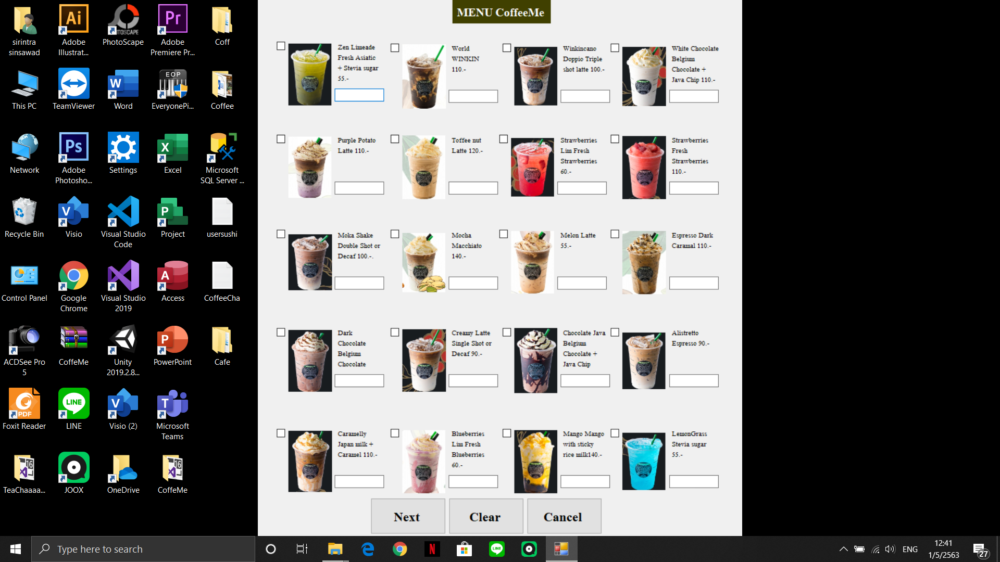 sirintra
sinsawad
Adobe
Illustrat...
PhotoScape
Adobe
Premiere Pr...
Coff
This PC
TeamViewer
Word
EveryonePi...
Coffee
Network
Adobe
Photosho...
Settings
Excel
Microsoft
SQL Server ...
Recycle Bin
Visio
Visual Studio
Code
Project
usersushi
Control Panel
Google
Chrome
Visual Studio
2019
Access
CoffeeCha
ACDSee Pro
5
CoffeMe
Unity
2019.2.8...
PowerPoint
Cafe
Foxit Reader
LINE
Visio (2)
Microsoft
Teams
TeaChaaaa...
JOOX
OneDrive
CoffeMe
MENU CoffeeMe
Zen Limeade
Fresh Asiatic
+ Stevia sugar
55.-
World
WINKIN
110.-
Winkincano
Doppio Triple
shot latte 100.-
White Chocolate
Belgium
Chocolate +
Java Chip 110.-
Purple Potato
Latte 110.-
Toffee nut
Latte 120.-
Strawberries
Lim Fresh
Strawberries
60.-
Strawberries
Fresh
Strawberries
110.-
Moka Shake
Double Shot or
Decaf 100.-.
Mocha
Macchiato
140.-
Melon Latte
55.-
Espresso Dark
Caramal 110.-
Dark
Chocolate
Belgium
Chocolate
Creamy Latte
Single Shot or
Decaf 90.-
Chocolate Java
Belgium
Chocolate +
Java Chip
Alistretto
Espresso 90.-
Caramelly
Japan milk +
Caramel 110.-
Blueberries
Lim Fresh
Blueberries
60.-
Mango Mango
with sticky
rice milk140.-
LemonGrass
Stevia sugar
55.-
Next
Clear
Cancel
Type here to search
ENG
12:41
1/5/2563
27